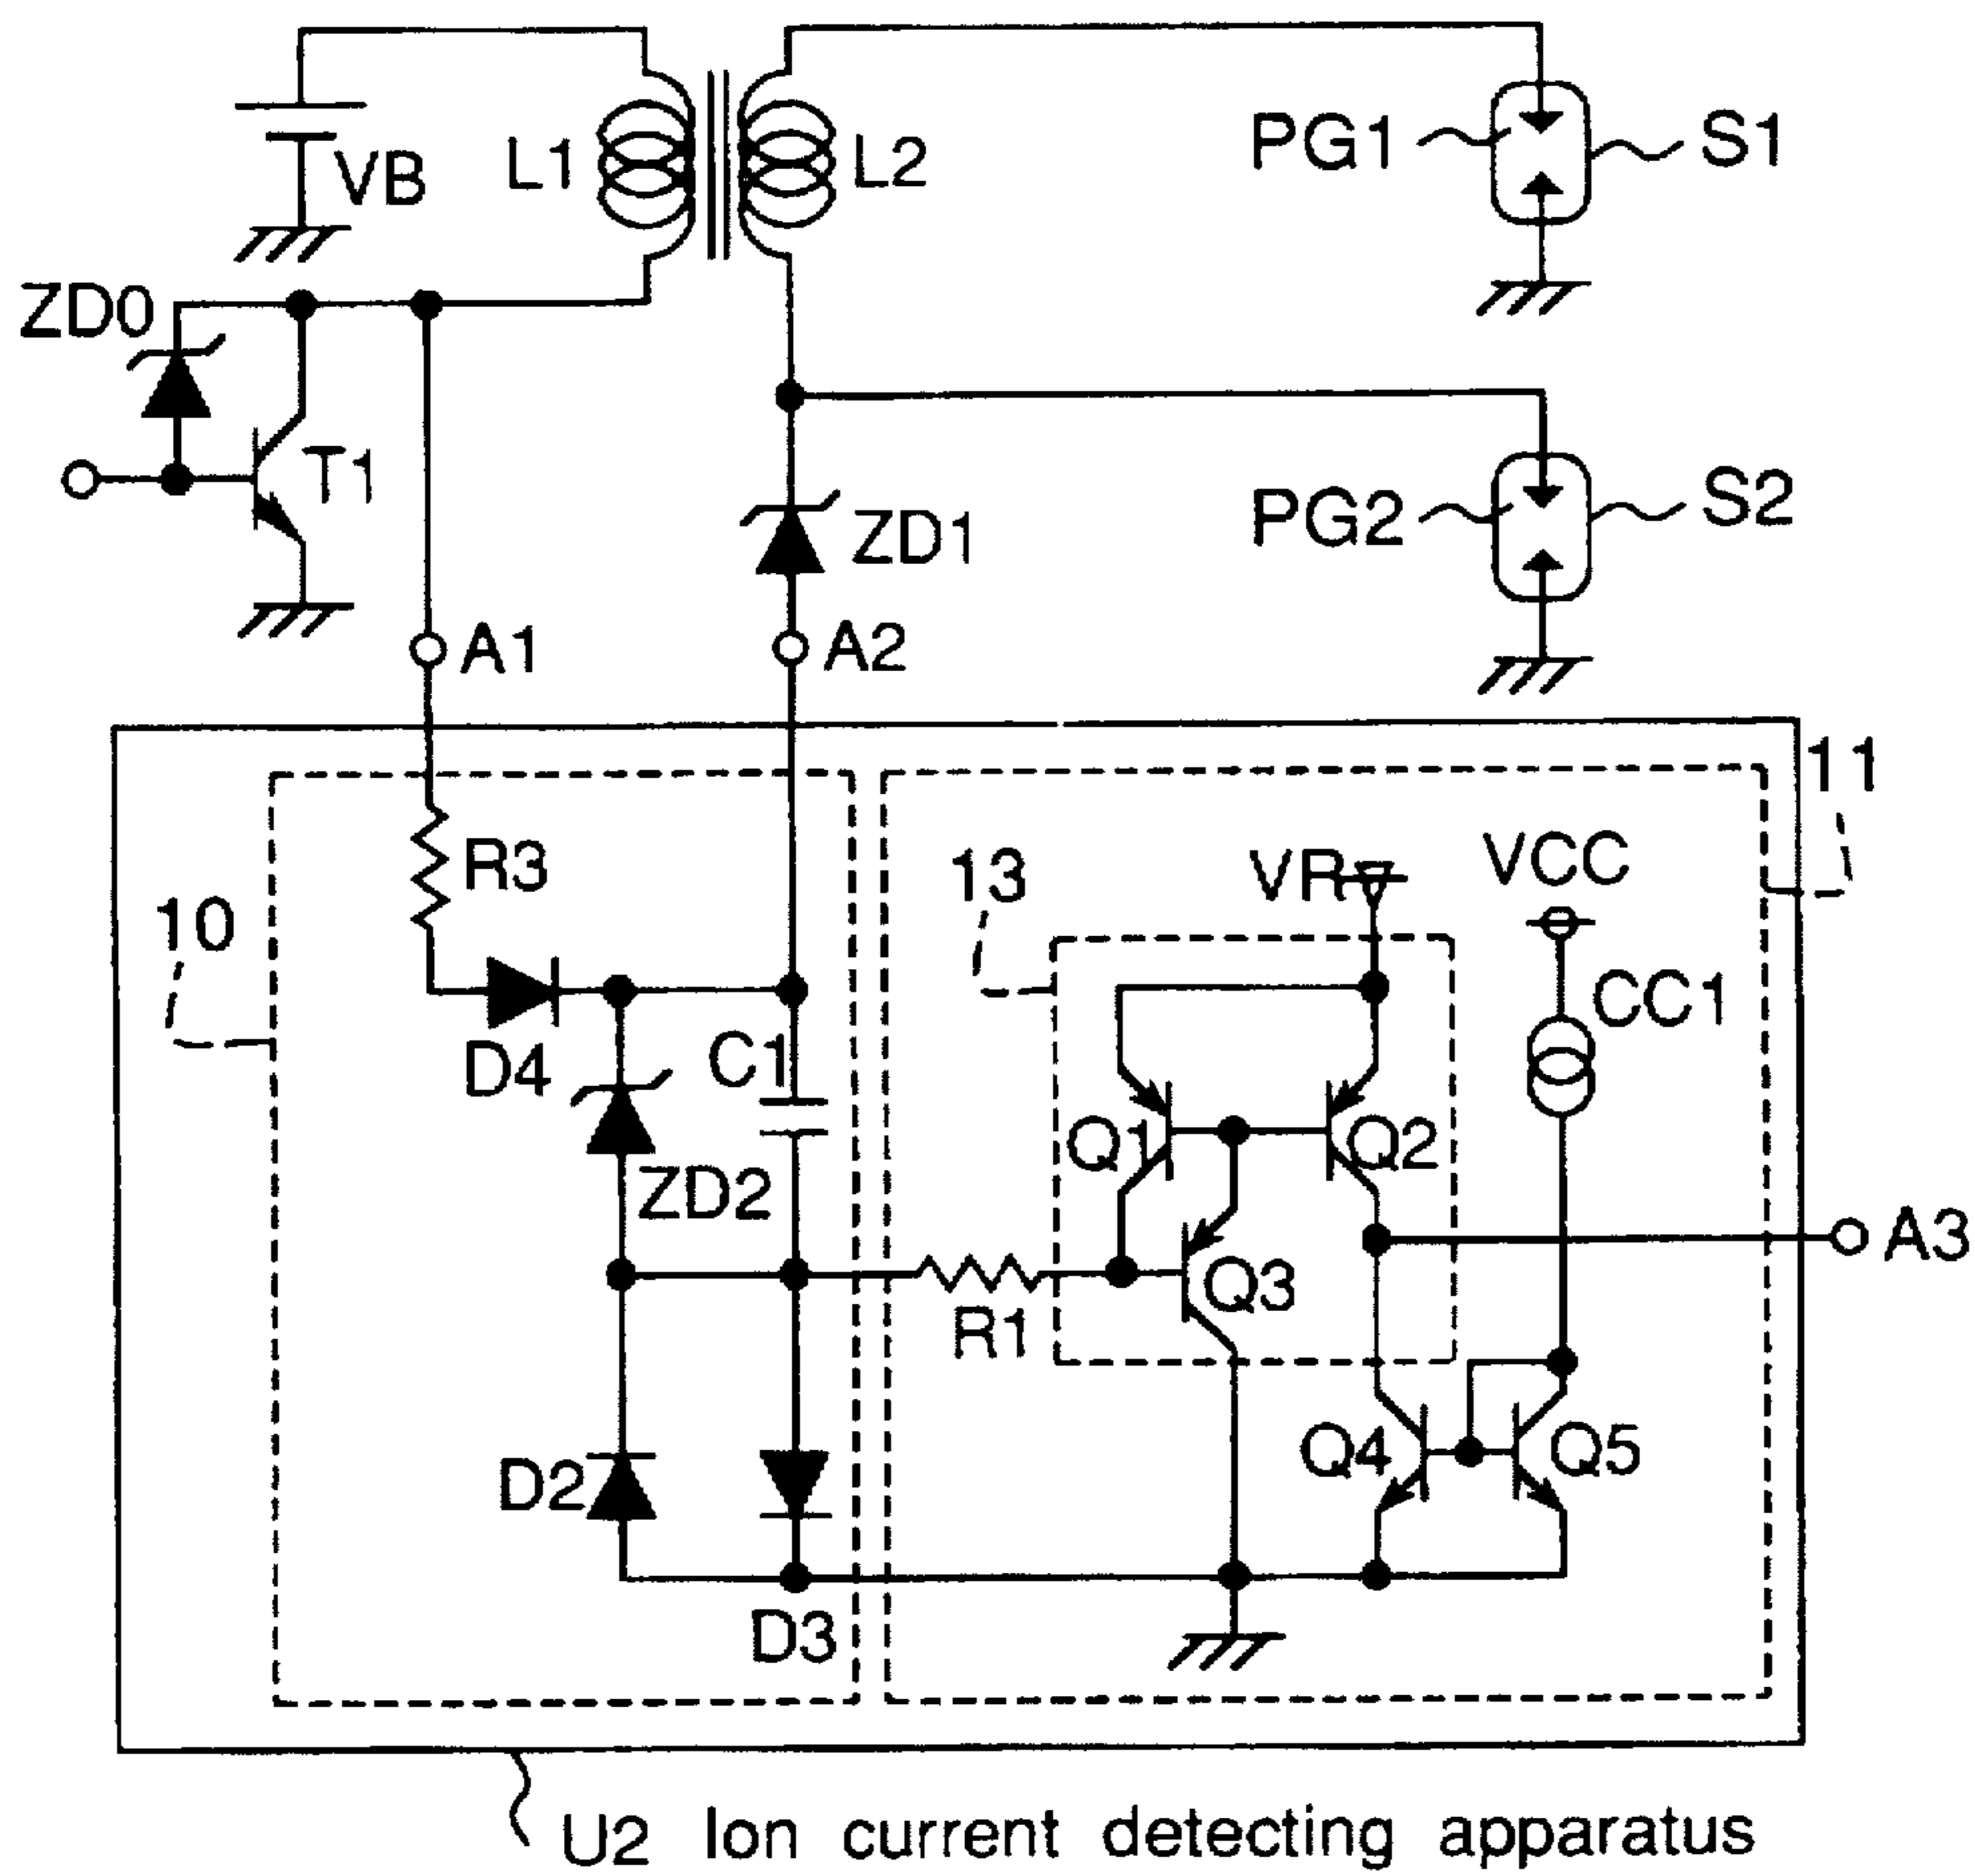 VB
L1
L2
PG1
S1
ZD0
T1
ZD1
PG2
S2
A1
A2
11
R3
13
VR
VCC
10
CC1
D4
C1
Q1
Q2
ZD2
A3
Q3
R1
D2
Q4
Q5
D3
U2 Ion current detecting apparatus